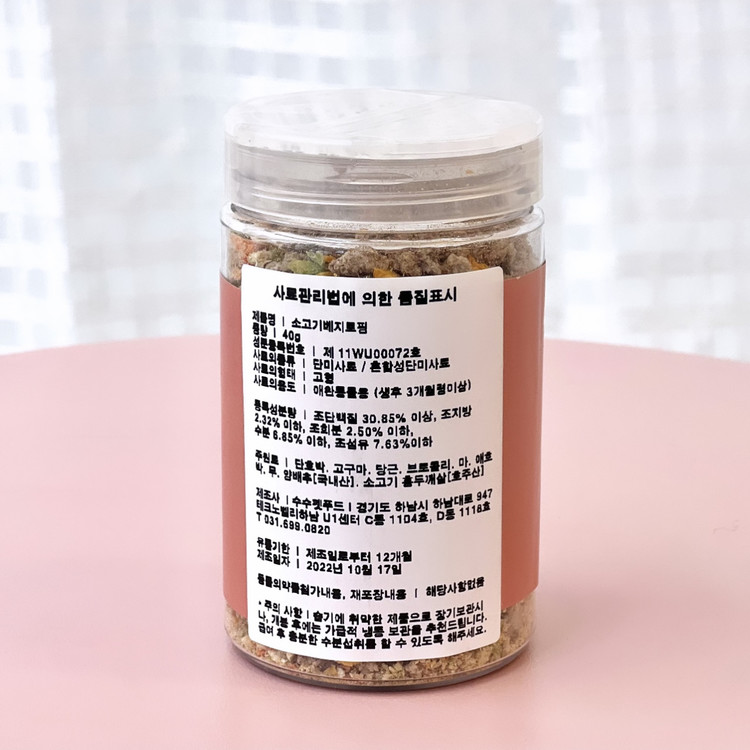 사료관리법에 의한 품질표시
제품명 | 소고기베지토핑
중량 | 40g
성분등록번호 | 제 11WU00072호
사료의종류 | 단미사료 / 혼합성단미사료
사료의형태 | 고형
사료의용도 | 애완동물용 (생후 3개월령이상)
등록성분량 | 조단백질 30.85% 이상, 조지방
2.32% 이하, 조회분 2.50% 이하,
수분 6.85% 이하, 조섬유 7.63%이하
주원료 | 단호박, 고구마, 당근, 브로콜리, 마, 애호
박, 무, 양배추[국내산], 소고기 홍두깨살[호주산]
제조사 | 수수펫푸드 | 경기도 하남시 하남대로 947
테크노밸리하남 U1센터 C동 1104호, D동 1118호
T 031.699.0820
유통기한 | 제조일로부터 12개월
제조일자 | 2022년 10월 17일
동물의약품첨가내용, 재포장내용 | 해당사항없음
* 주의 사항 | 습기에 취약한 제품으로 장기보관시
나, 개봉 후에는 가급적 냉동 보관을 추천드립니다.
급여 후 충분한 수분섭취를 할 수 있도록 해주세요.